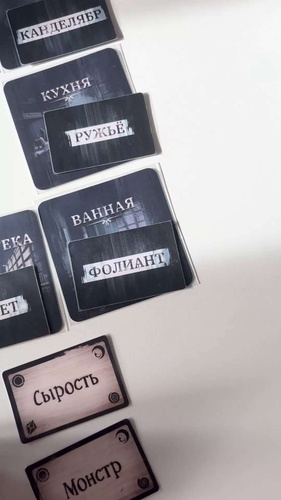 КАНДЕЛЯБР
КУХНЯ
РУЖЬЁ
ВАННАЯ
ФОЛИАНТ
Сырость
Монстр